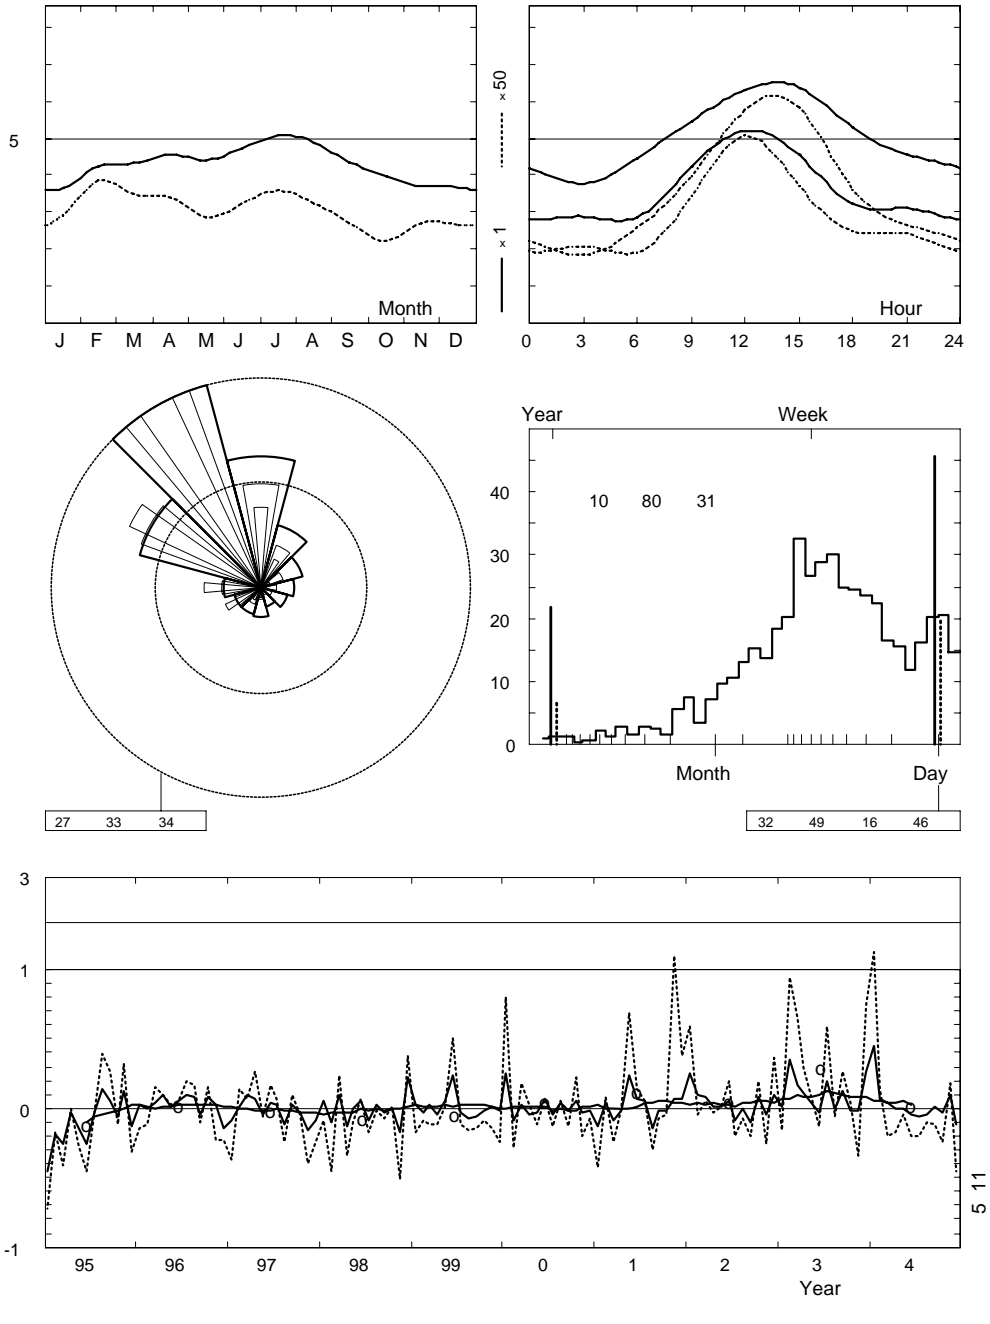 5
Month
J F M A M J J A S O N D
x 1 x 50
Hour
0 3 6 9 12 15 18 21 24
27 33 34
Year Week
40
30
20
10
0
10 80 31
Month Day
32 49 16 46
3
1
0
-1
95 96 97 98 99 0 1 2 3 4
Year
5 11